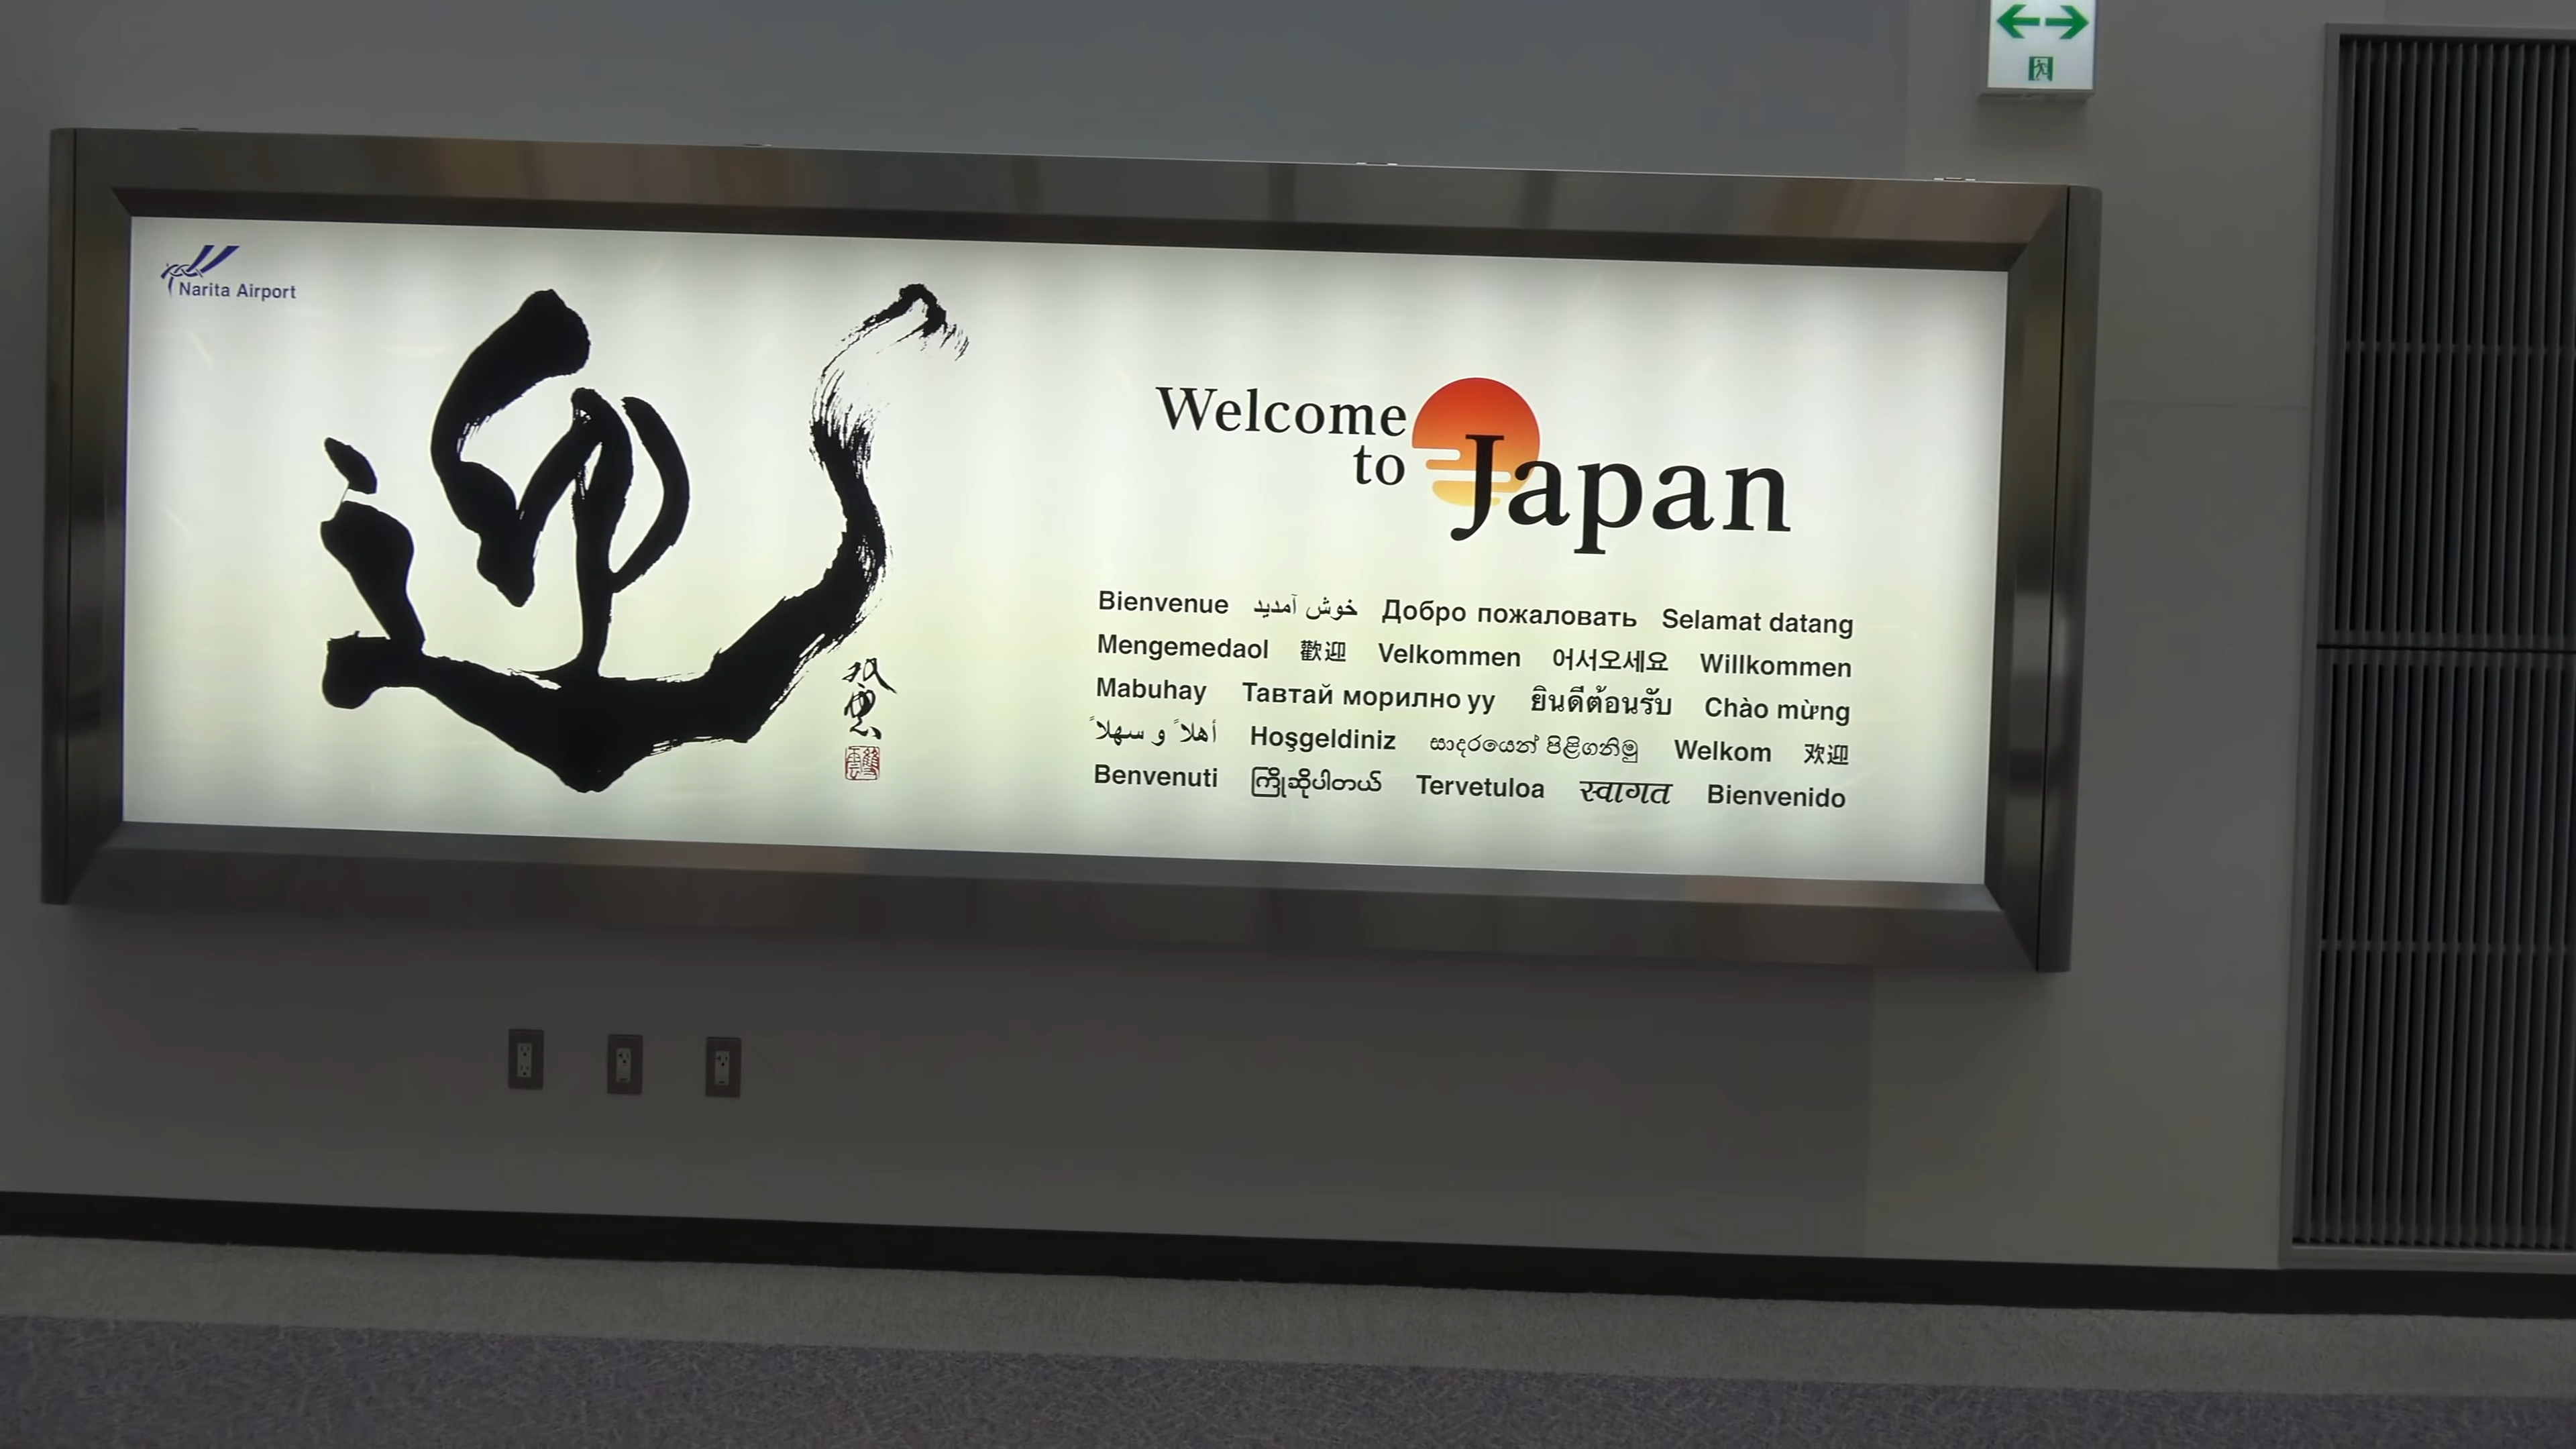 Narita Airport
迎
Welcome
to
Japan
Bienvenue خوش آمدید Добро пожаловать Selamat datang
Mengemedaol 歡迎 Velkommen 어서오세요 Willkommen
Mabuhay Тавтай морилно уу ยินดีต้อนรับ Chào mừng
أهلاً و سهلاً Hoşgeldiniz සාදරයෙන් පිළිගනිමු Welkom 欢迎
Benvenuti ကြိုဆိုပါတယ် Tervetuloa स्वागत Bienvenido